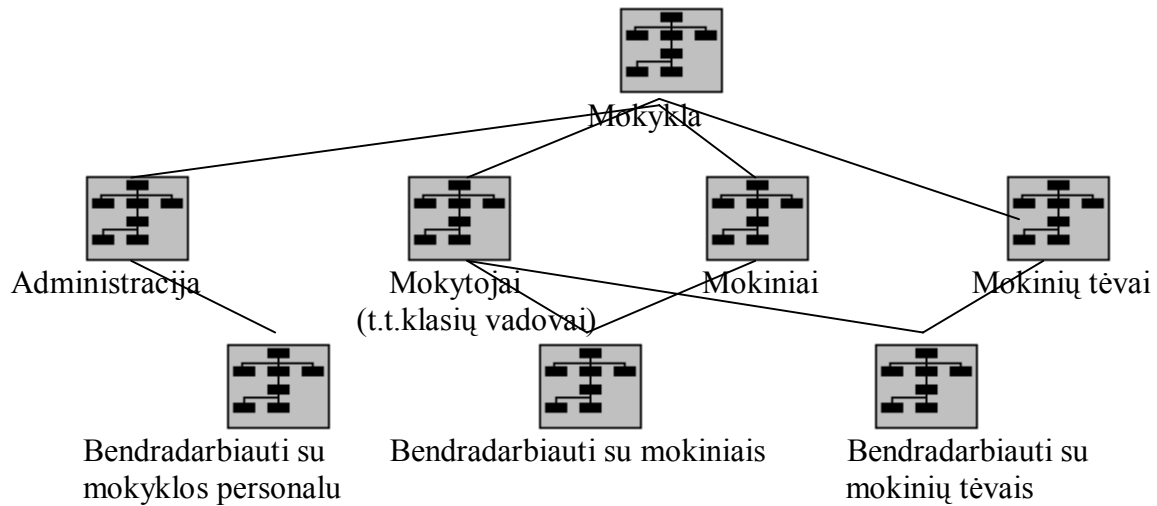 Mokykla
Administracija
Mokytojai
(t.t.klasių vadovai)
Mokiniai
Mokinių tėvai
Bendradarbiauti su
mokyklos personalu
Bendradarbiauti su mokiniais
Bendradarbiauti su
mokinių tėvais